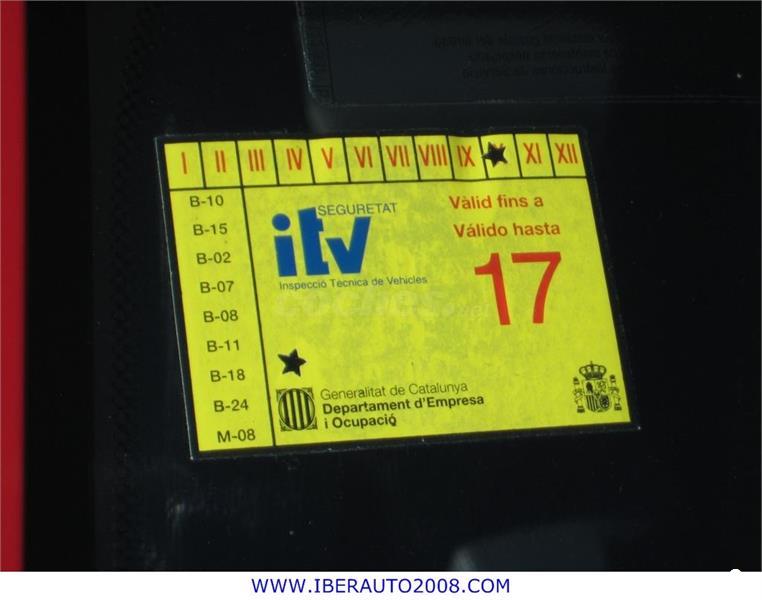 I II III IV V VI VII VIII IX XI XII
B-10
B-15
B-02
B-07
B-08
B-11
B-18
B-24
M-08
SEGURETAT
itv
Inspecció Tècnica de Vehicles
Vàlid fins a
Válido hasta
17
coches.net
Generalitat de Catalunya
Departament d'Empresa
i Ocupació
WWW.IBERAUTO2008.COM